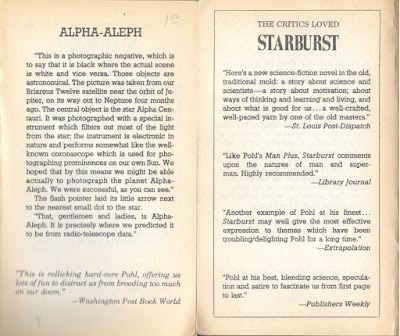 1.50
ALPHA-ALEPH
"This is a photographic negative, which is
to say that it is black where the actual scene
is white and vice versa. Those objects are
astronomical. The picture was taken from our
Briareus Twelve satellite near the orbit of Ju-
piter, on its way out to Neptune four months
ago. The central object is the star Alpha Cen-
tauri. It was photographed with a special in-
strument which filters out most of the light
from the star; the instrument is electronic in
nature and performs somewhat like the well-
known coronascope which is used for pho-
tographing prominences on our own Sun. We
hoped that by this means we might be able
actually to photograph the planet Alpha-
Aleph. We were successful, as you can see."
The flash pointer laid its little arrow next
to the nearest small dot to the star.
"That, gentlemen and ladies, is Alpha-
Aleph. It is precisely where we predicted it
to be from radio-telescope data."
"This is rollicking hard-core Pohl, offering us
lots of fun to distract us from brooding too much
on our doom."
—Washington Post Book World
THE CRITICS LOVED
STARBURST
"Here's a new science-fiction novel in the old,
traditional mold: a story about science and
scientists—a story about motivation; about
ways of thinking and learning and living, and
about what is good for us...a well-crafted,
well-paced yarn by one of the old masters."
—St. Louis Post-Dispatch
"Like Pohl's Man Plus, Starburst comments
upon the natures of man and super-
man. Highly recommended."
—Library Journal
"Another example of Pohl at his finest...
Starburst may well give the most effective
expression to themes which have been
troubling/delighting Pohl for a long time."
—Extrapolation
"Pohl at his best, blending science, specula-
tion and satire to fascinate us from first page
to last."
—Publishers Weekly